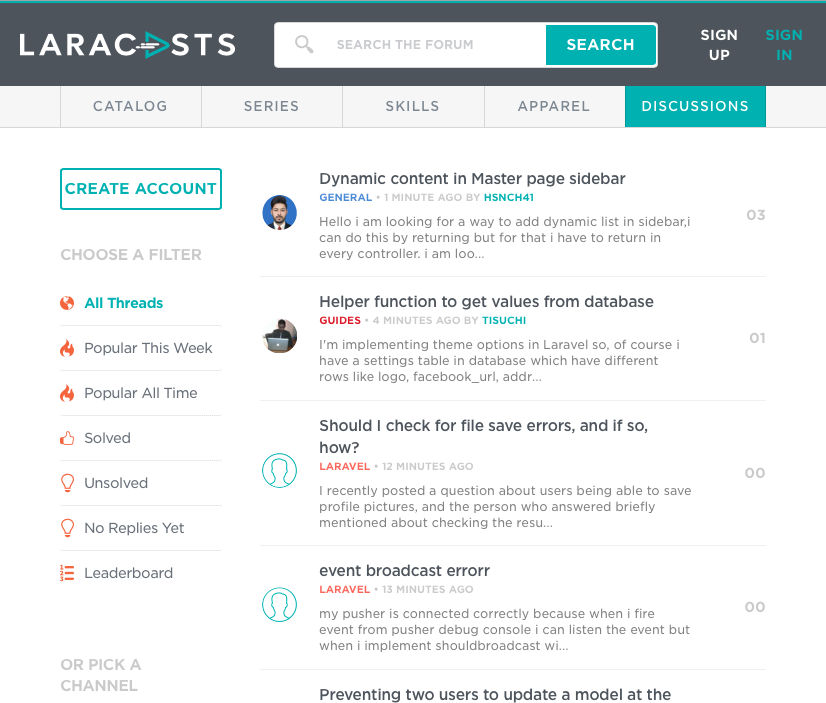 LARACASTS
SEARCH THE FORUM
SEARCH
SIGN
UP
SIGN
IN
CATALOG
SERIES
SKILLS
APPAREL
DISCUSSIONS
CREATE ACCOUNT
CHOOSE A FILTER
All Threads
Popular This Week
Popular All Time
Solved
Unsolved
No Replies Yet
1
2
3
Leaderboard
OR PICK A
CHANNEL
Dynamic content in Master page sidebar
GENERAL • 1 MINUTE AGO BY HSNCH41
Hello i am looking for a way to add dynamic list in sidebar,i
can do this by returning but for that i have to return in
every controller. i am loo...
03
Helper function to get values from database
GUIDES • 4 MINUTES AGO BY TISUCHI
I'm implementing theme options in Laravel so, of course i
have a settings table in database which have different
rows like logo, facebook_url, addr...
01
Should I check for file save errors, and if so,
how?
LARAVEL • 12 MINUTES AGO
I recently posted a question about users being able to save
profile pictures, and the person who answered briefly
mentioned about checking the resu...
00
event broadcast errorr
LARAVEL • 13 MINUTES AGO
my pusher is connected correctly because when i fire
event from pusher debug console i can listen the event but
when i implement shouldbroadcast wi...
00
Preventing two users to update a model at the